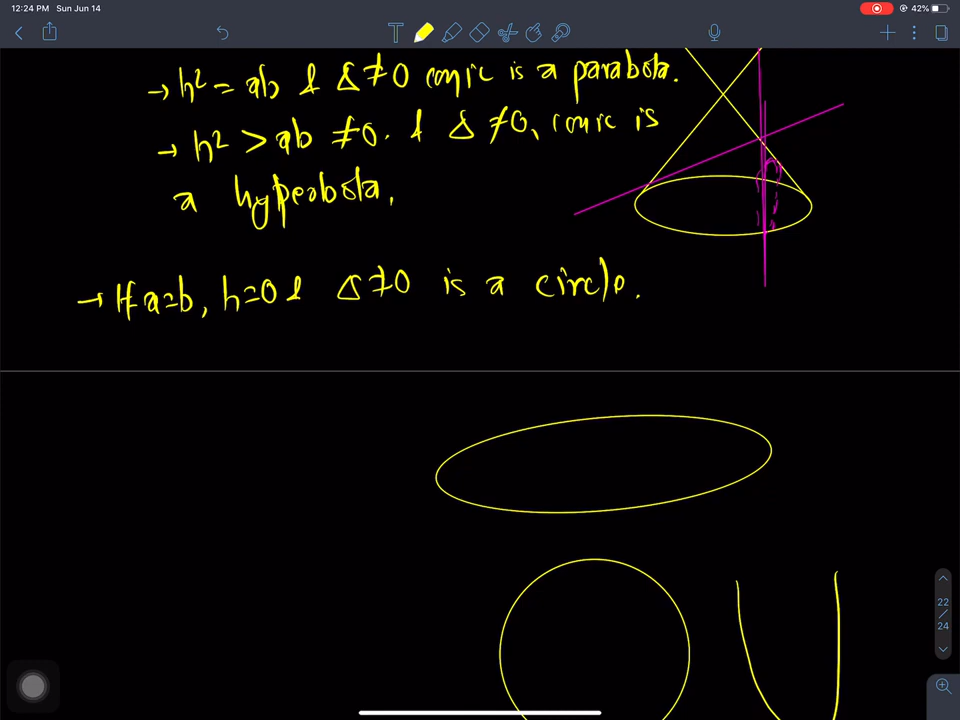 12:24 PM Sun Jun 14
42%
T
→ h² = ab & Δ ≠ 0 conic is a parabola.
→ h² > ab ≠ 0. & Δ ≠ 0, conic is
a hyperobola.
→ If a=b, h=0 & Δ ≠ 0 is a circle.
22
/
24